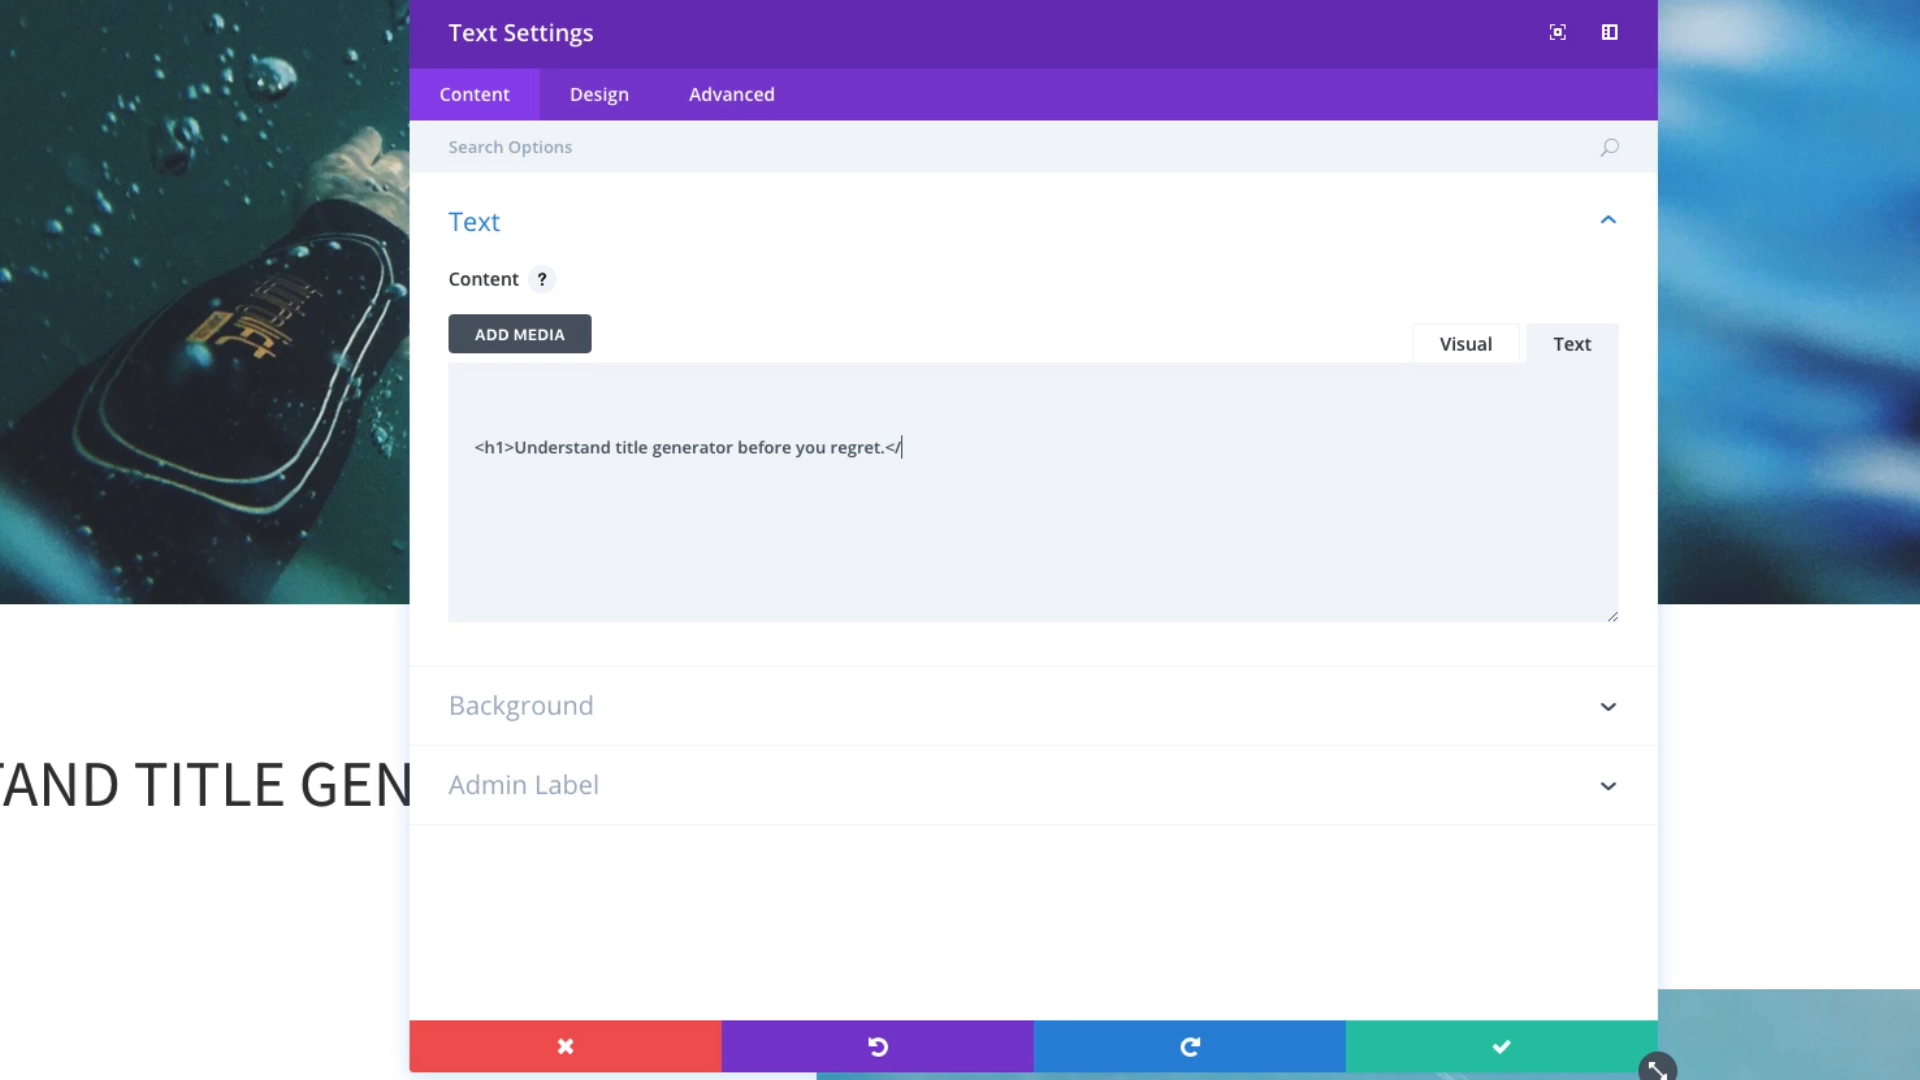 Text Settings
Content Design Advanced
Search Options
Text
Content ?
ADD MEDIA
Visual Text
<h1>Understand title generator before you regret.</
Background
TAND TITLE GEN
Admin Label